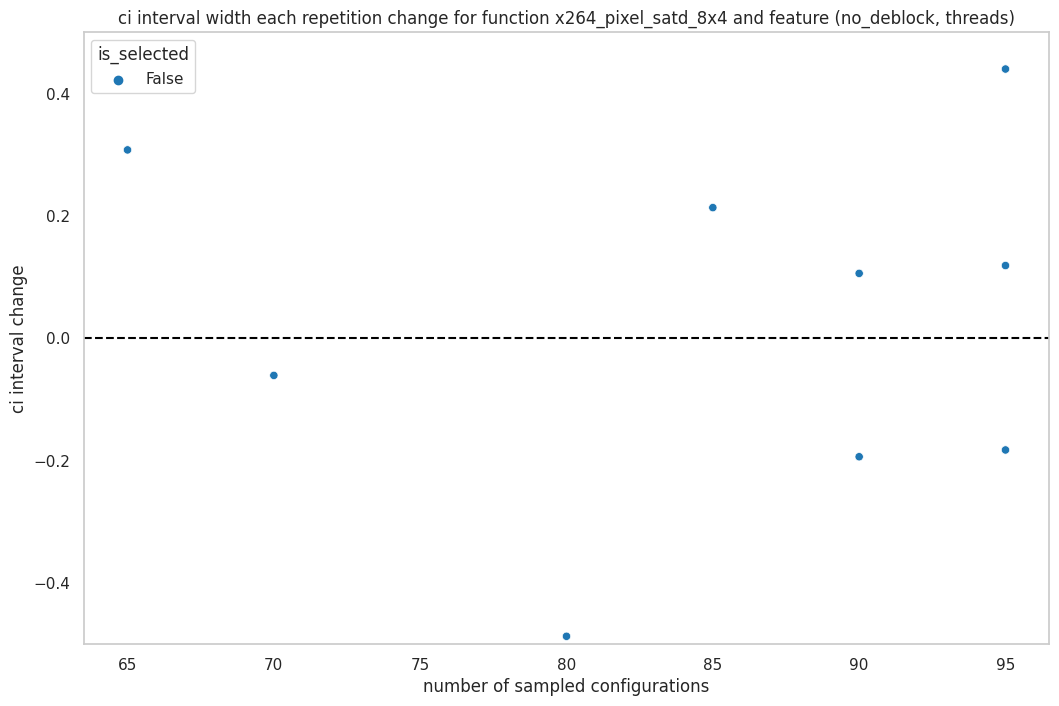 ci interval width each repetition change for function x264_pixel_satd_8x4 and feature (no_deblock, threads)
is_selected
False
0.4
0.2
0.0
−0.2
−0.4
ci interval change
65 70 75 80 85 90 95
number of sampled configurations